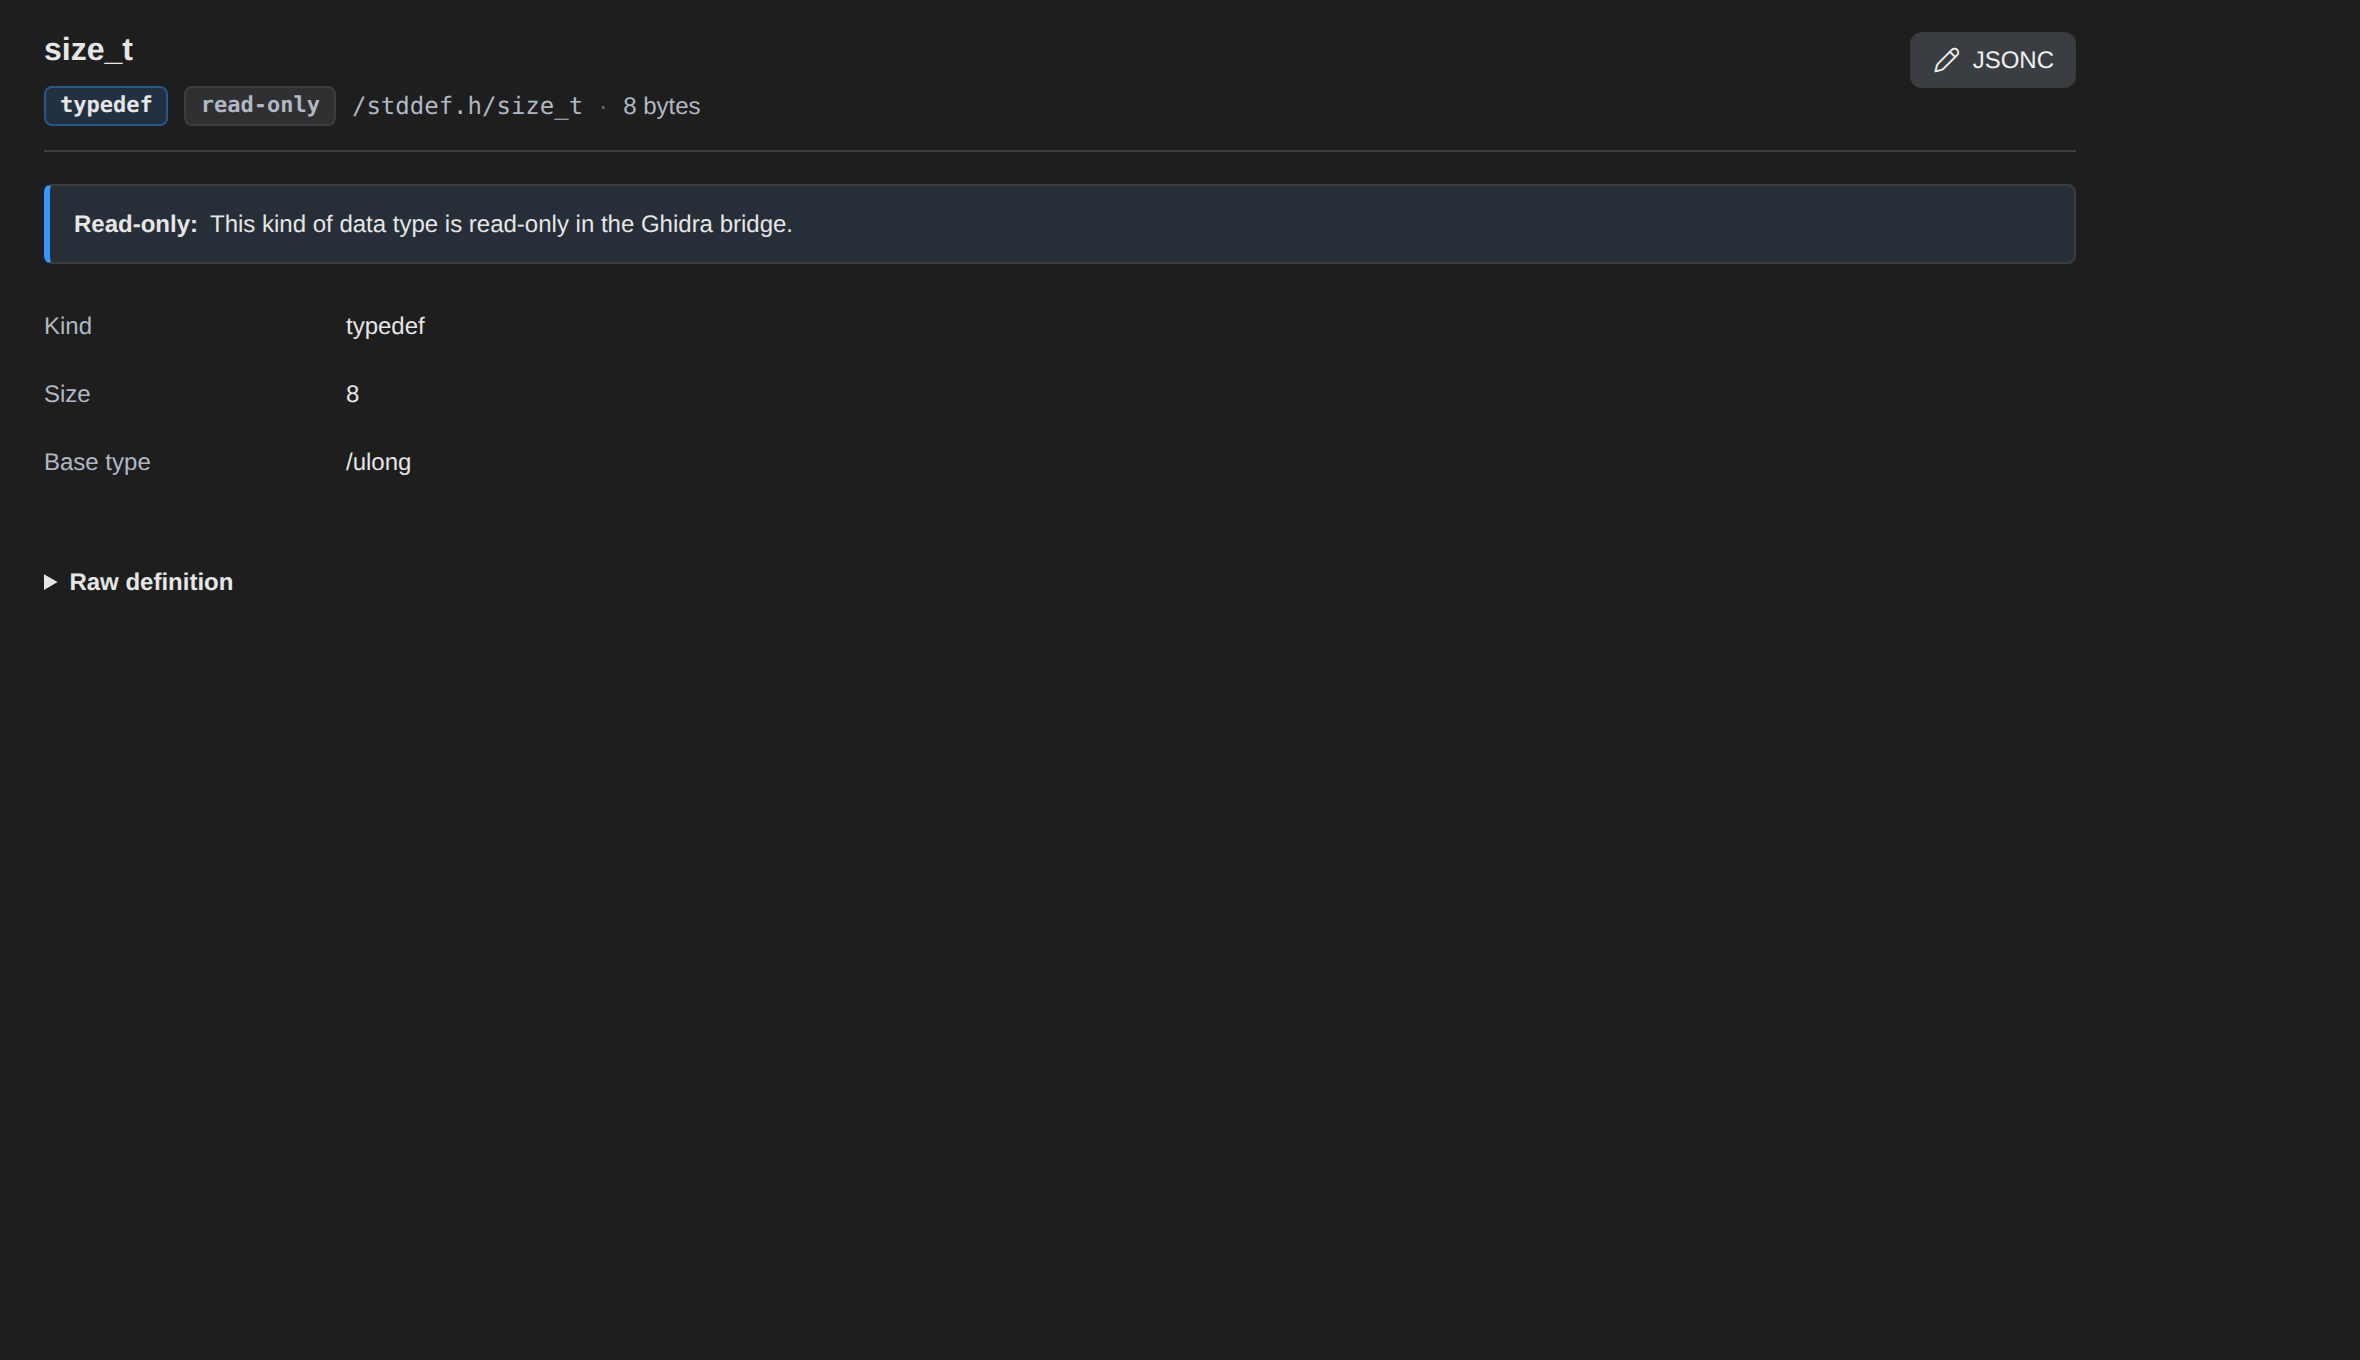 size_t
JSONC
typedef read-only /stddef.h/size_t · 8 bytes
Read-only: This kind of data type is read-only in the Ghidra bridge.
Kind typedef
Size 8
Base type /ulong
Raw definition